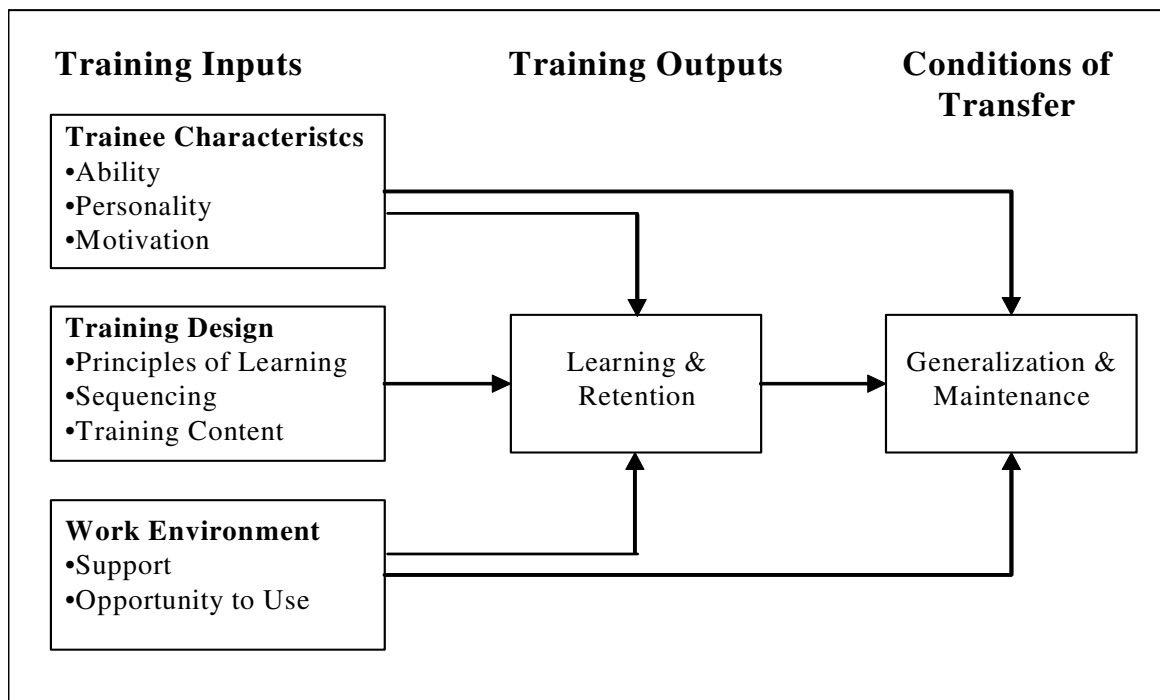 Training Inputs
Training Outputs
Conditions of
Transfer
Trainee Characteristcs
•Ability
•Personality
•Motivation
Training Design
•Principles of Learning
•Sequencing
•Training Content
Learning &
Retention
Generalization &
Maintenance
Work Environment
•Support
•Opportunity to Use